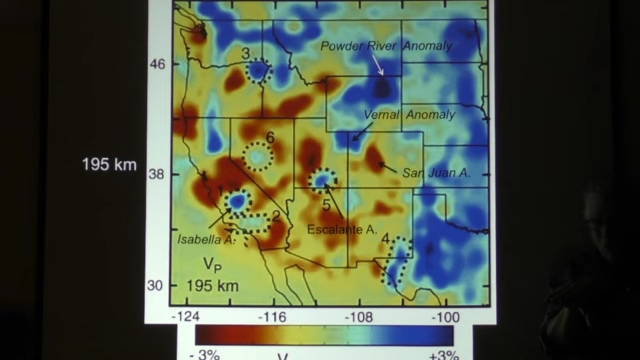 Powder River Anomaly
3
46
Vernal Anomaly
6
195 km
38
San Juan A.
1
5
2
Escalante A.
Isabella A.
4
V_P
195 km
30
-124
-116
-108
-100
- 3%
V
+3%